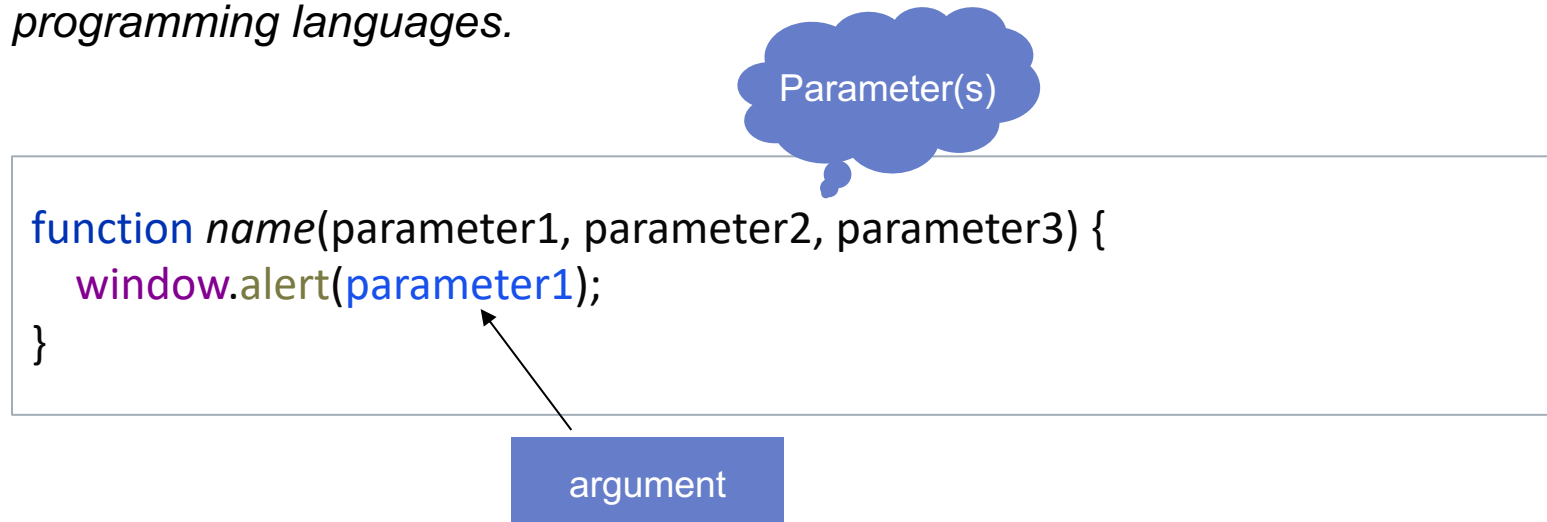 programming languages.
Parameter(s)
function name(parameter1, parameter2, parameter3) {
window.alert(parameter1);
}
argument